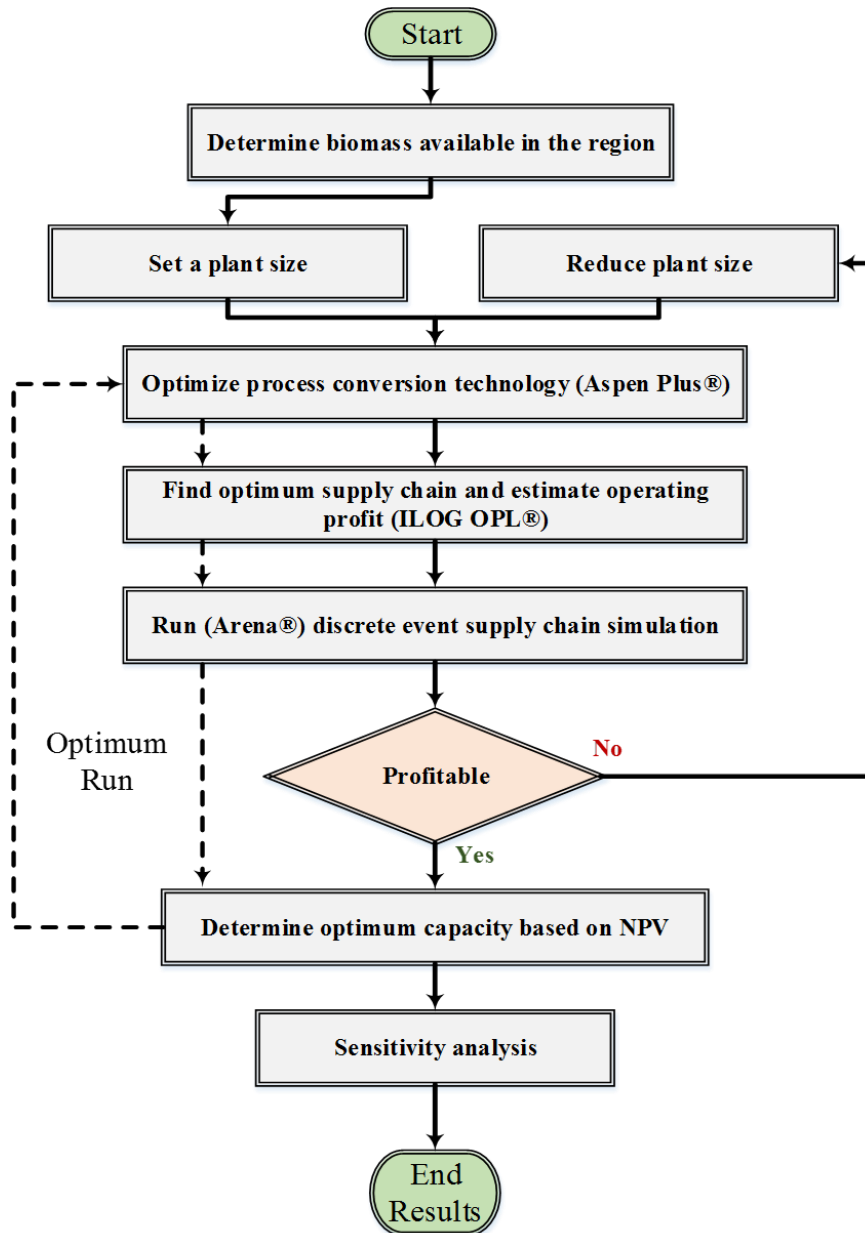 Start
Determine biomass available in the region
Set a plant size
Reduce plant size
Optimize process conversion technology (Aspen Plus®)
Find optimum supply chain and estimate operating
profit (ILOG OPL®)
Run (Arena®) discrete event supply chain simulation
Optimum
Run
No
Profitable
Yes
Determine optimum capacity based on NPV
Sensitivity analysis
End
Results